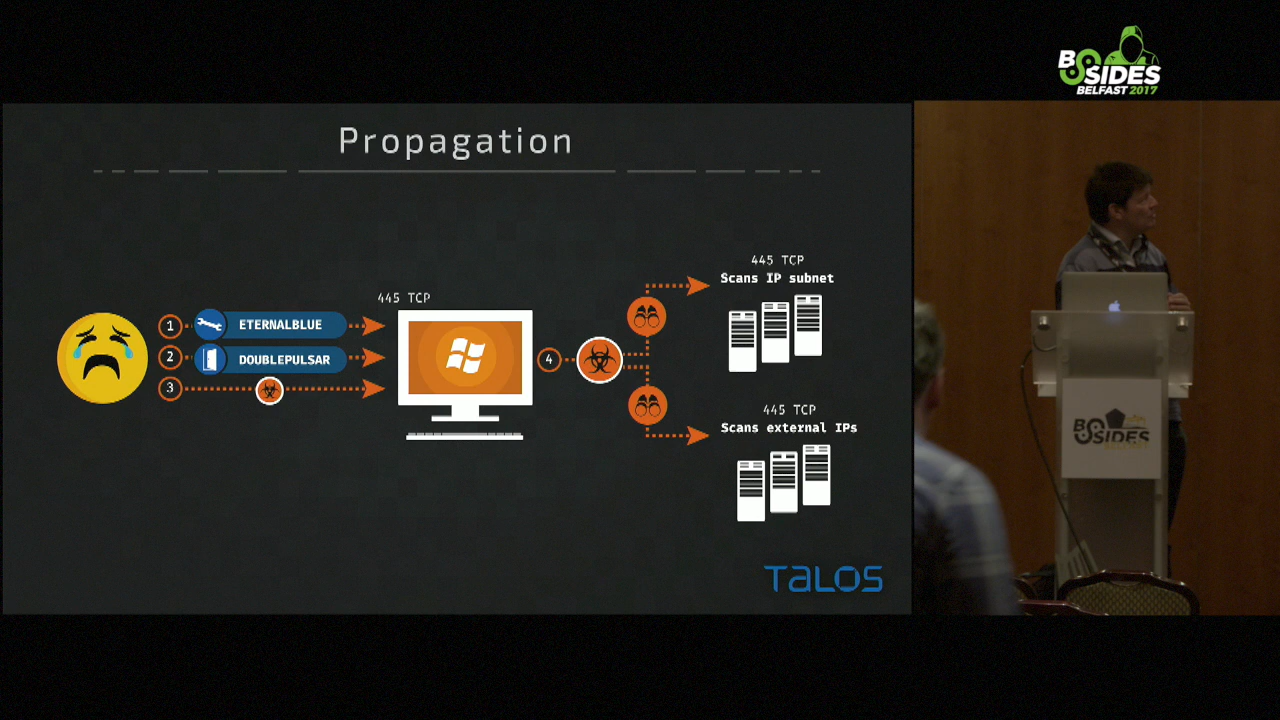 BSIDES
BELFAST 2017
Propagation
445 TCP
Scans IP subnet
445 TCP
1
ETERNALBLUE
2
DOUBLEPULSAR
3
4
445 TCP
Scans external IPs
TALOS
BSIDES
BELFAST